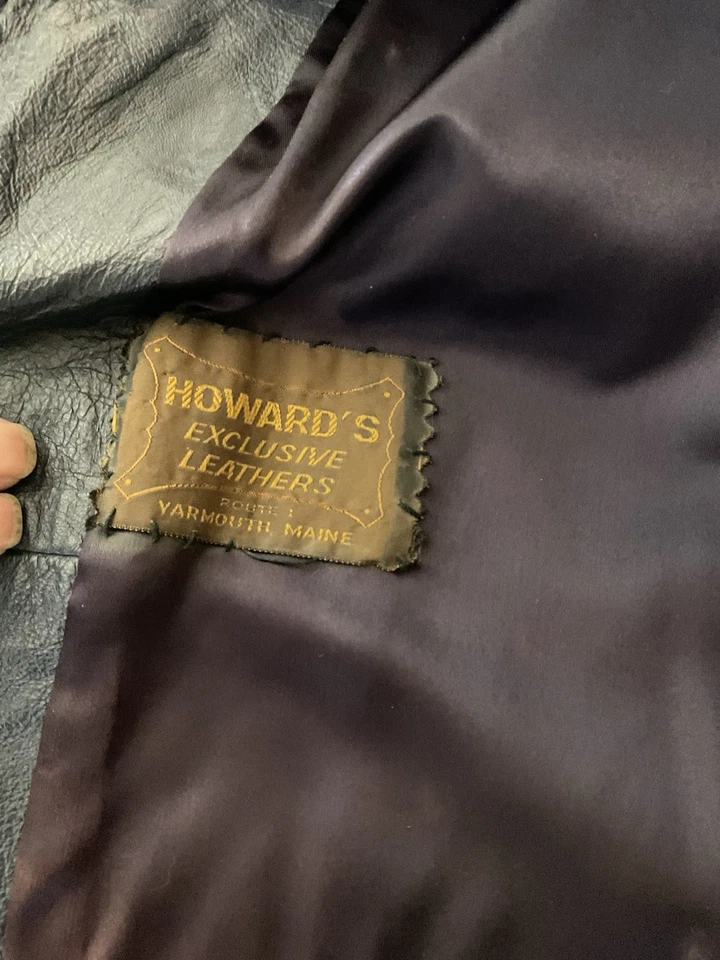 HOWARD'S
EXCLUSIVE
LEATHERS
ROUTE 1
YARMOUTH, MAINE